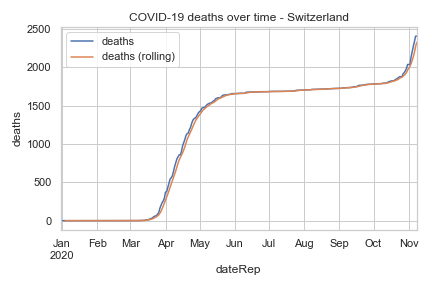 COVID-19 deaths over time - Switzerland
deaths
deaths (rolling)
2500
2000
1500
1000
500
0
deaths
Jan Feb Mar Apr May Jun Jul Aug Sep Oct Nov
2020
dateRep